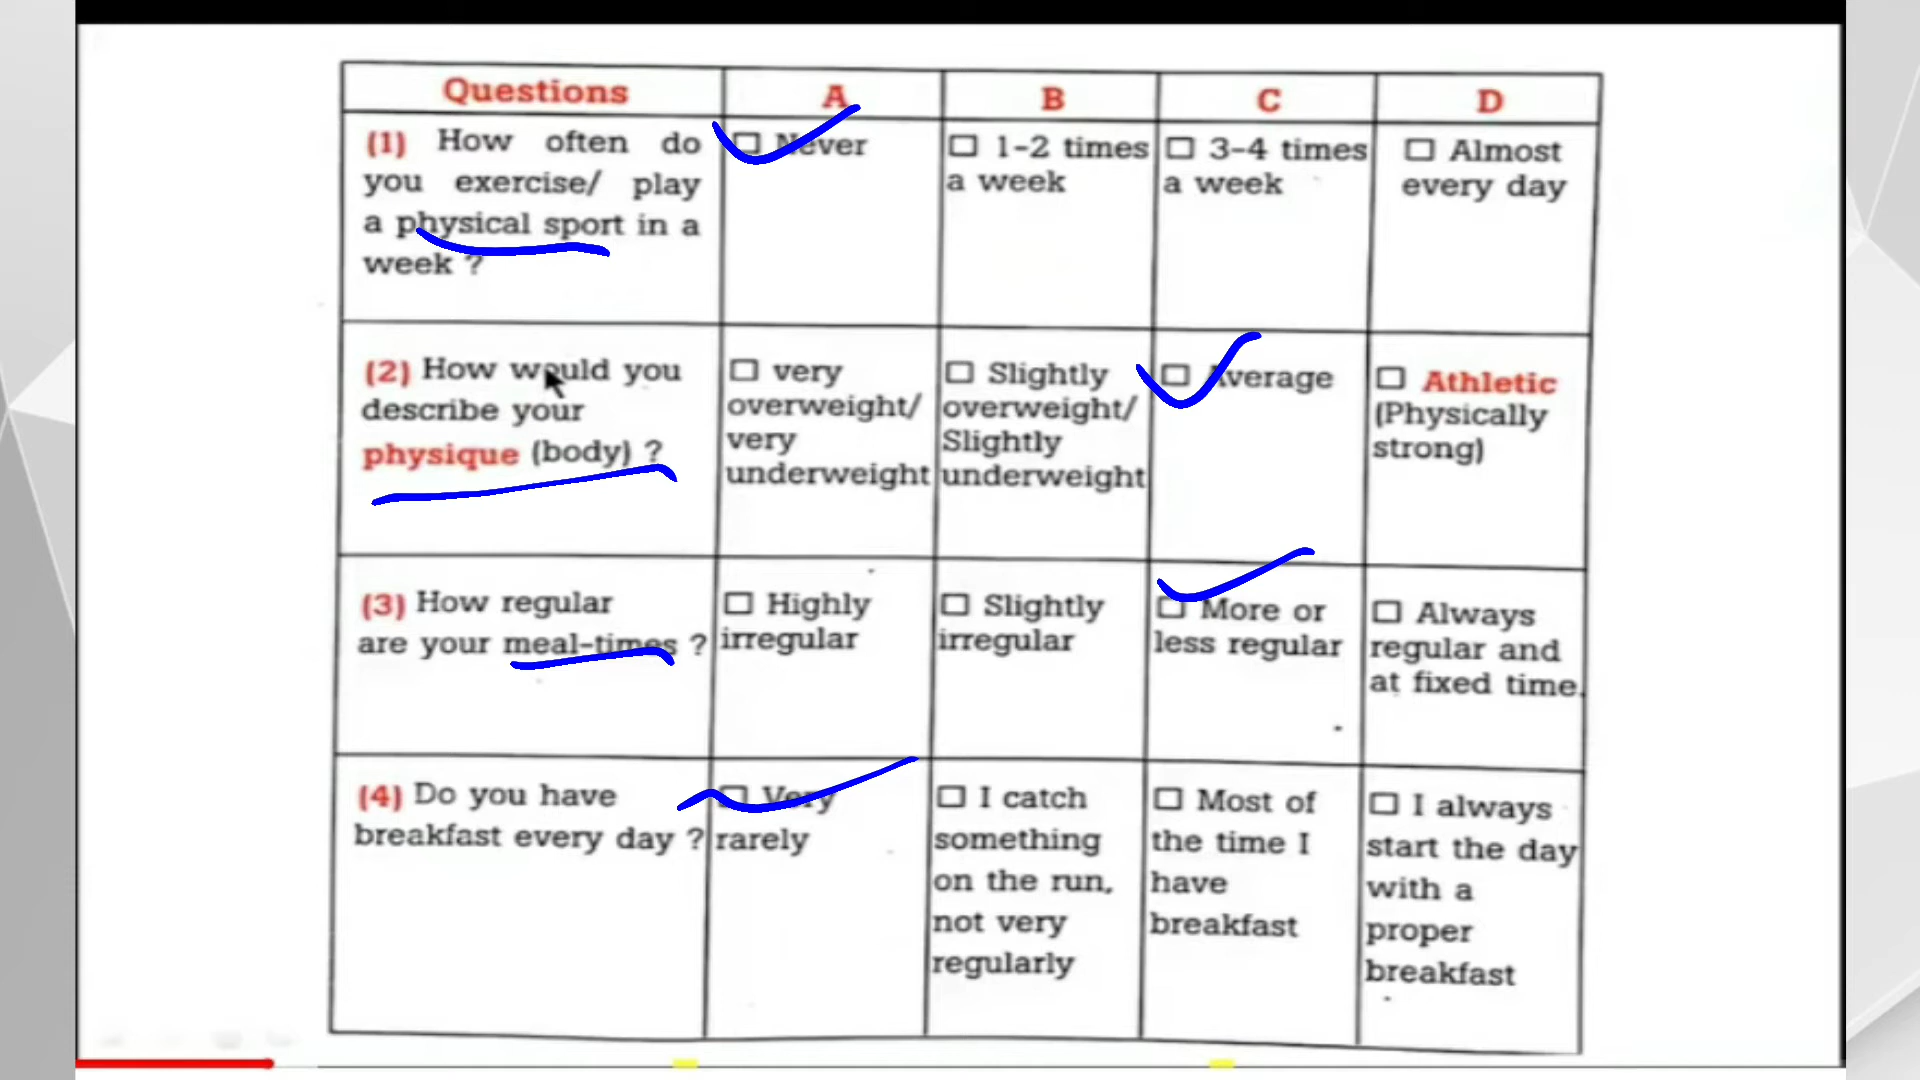 Questions
A
B
C
D
(1) How often do
you exercise/ play
a physical sport in a
week ?
☐ Never
☐ 1-2 times
a week
☐ 3-4 times
a week
☐ Almost
every day
(2) How would you
describe your
physique (body) ?
☐ very
overweight/
very
underweight
☐ Slightly
overweight/
Slightly
underweight
☐ Average
☐ Athletic
(Physically
strong)
(3) How regular
are your meal-times ?
☐ Highly
irregular
☐ Slightly
irregular
☐ More or
less regular
☐ Always
regular and
at fixed time.
(4) Do you have
breakfast every day ?
☐ Very
rarely
☐ I catch
something
on the run,
not very
regularly
☐ Most of
the time I
have
breakfast
☐ I always
start the day
with a
proper
breakfast